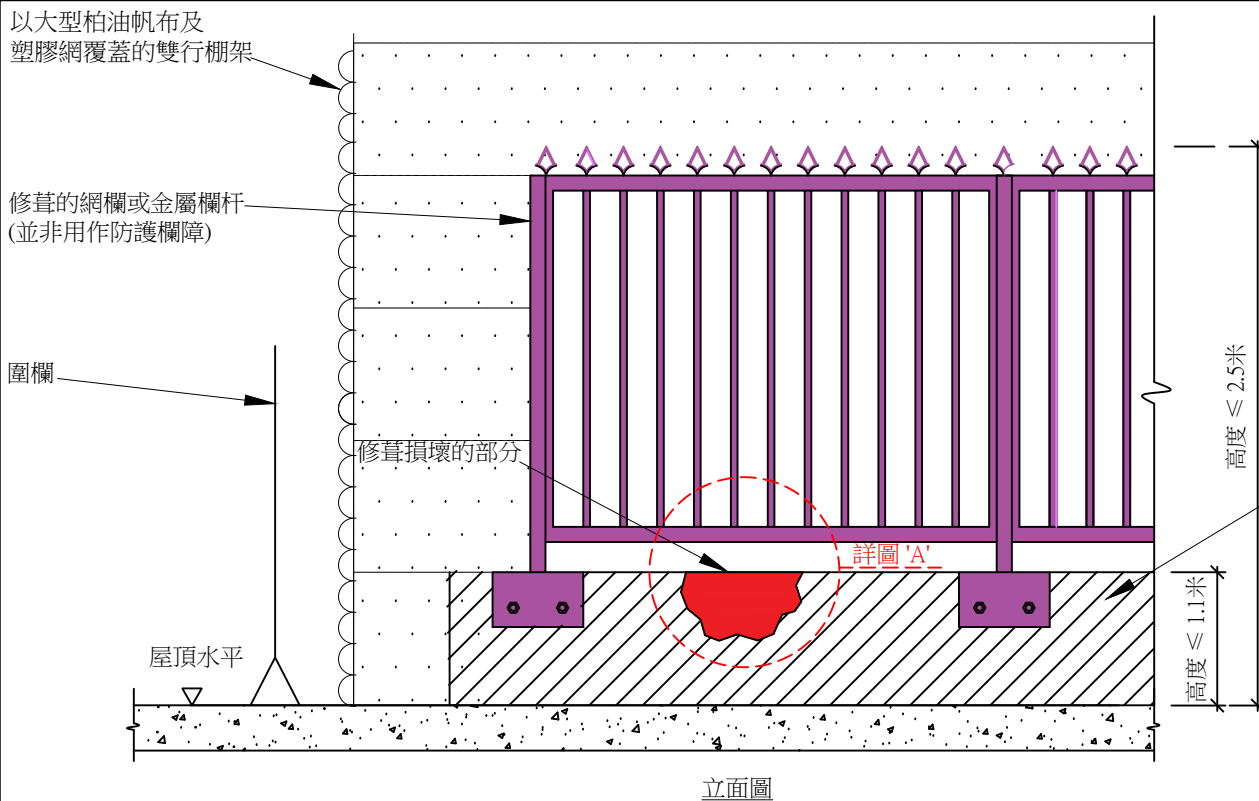 以大型柏油帆布及
塑膠網覆蓋的雙行棚架
修葺的網欄或金屬欄杆
(並非用作防護欄障)
圍欄
修葺損壞的部分
詳圖 'A'
屋頂水平
高度 ≤ 2.5米
高度 ≤ 1.1米
立面圖